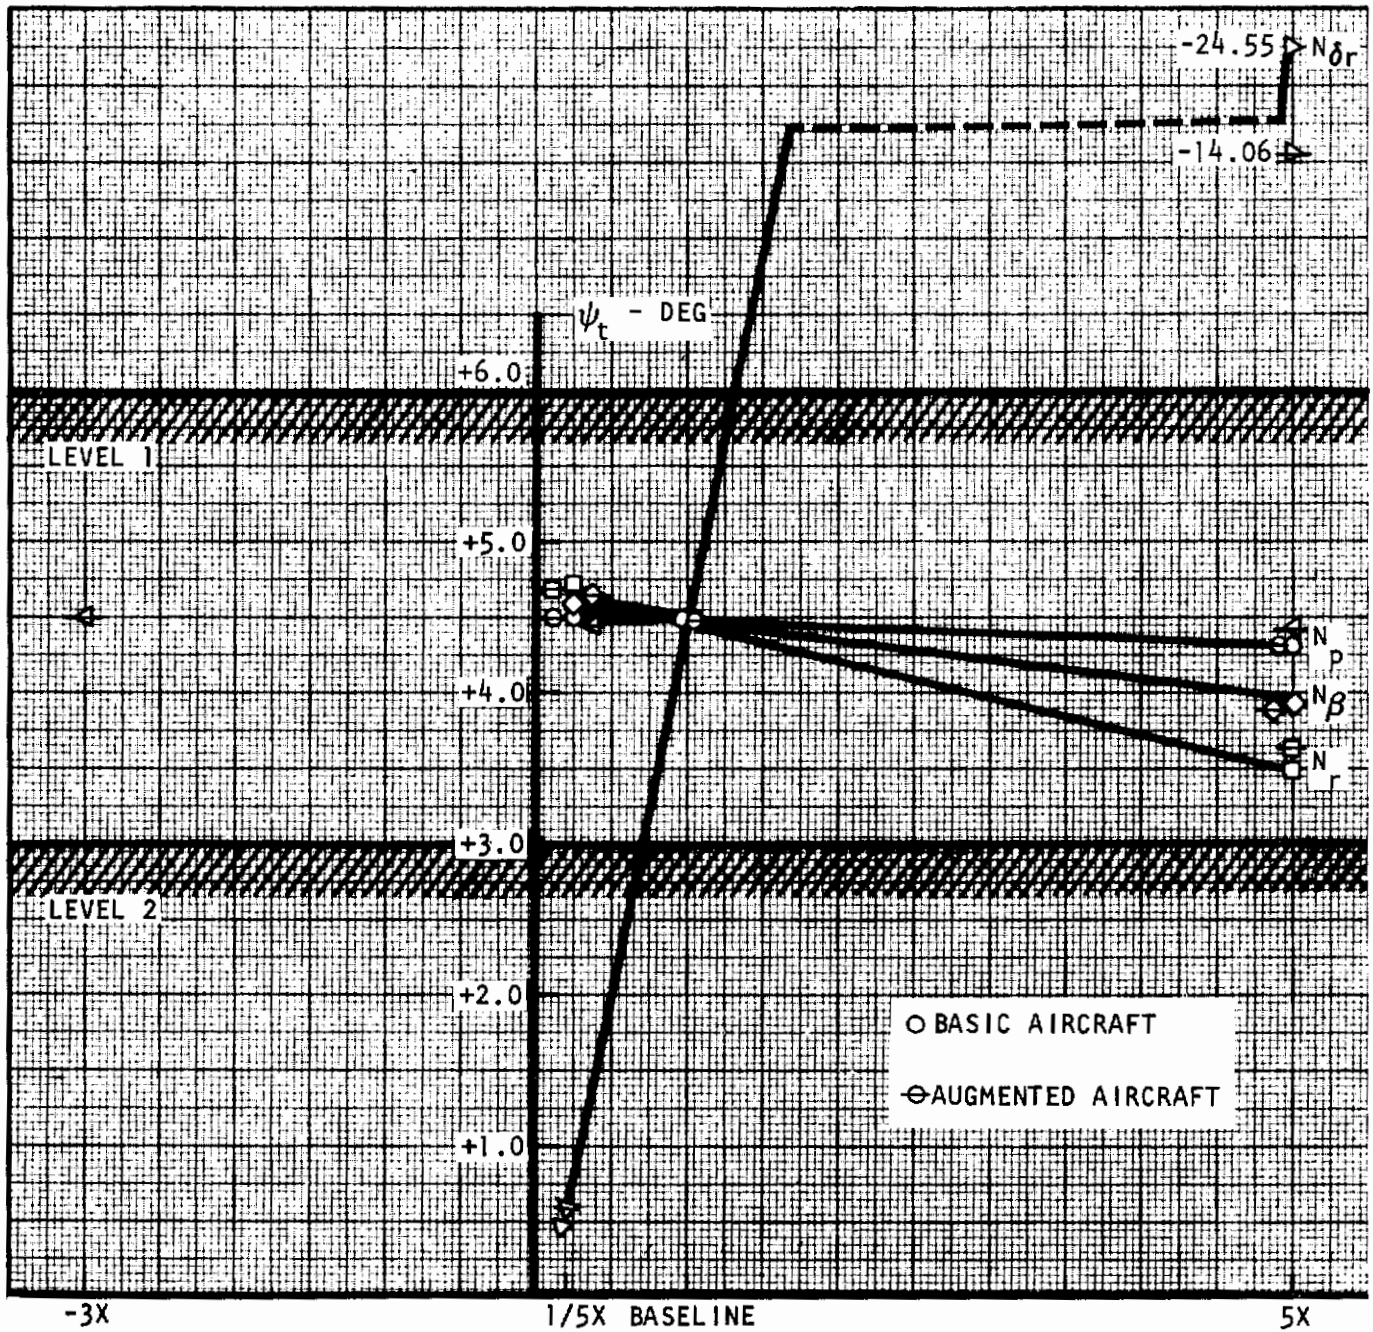 -24.55 Nδr
-14.06
ψt - DEG
+6.0
LEVEL 1
+5.0
Np
+4.0
Nβ
Nr
+3.0
LEVEL 2
+2.0
BASIC AIRCRAFT
AUGMENTED AIRCRAFT
+1.0
-3X 1/5X BASELINE 5X